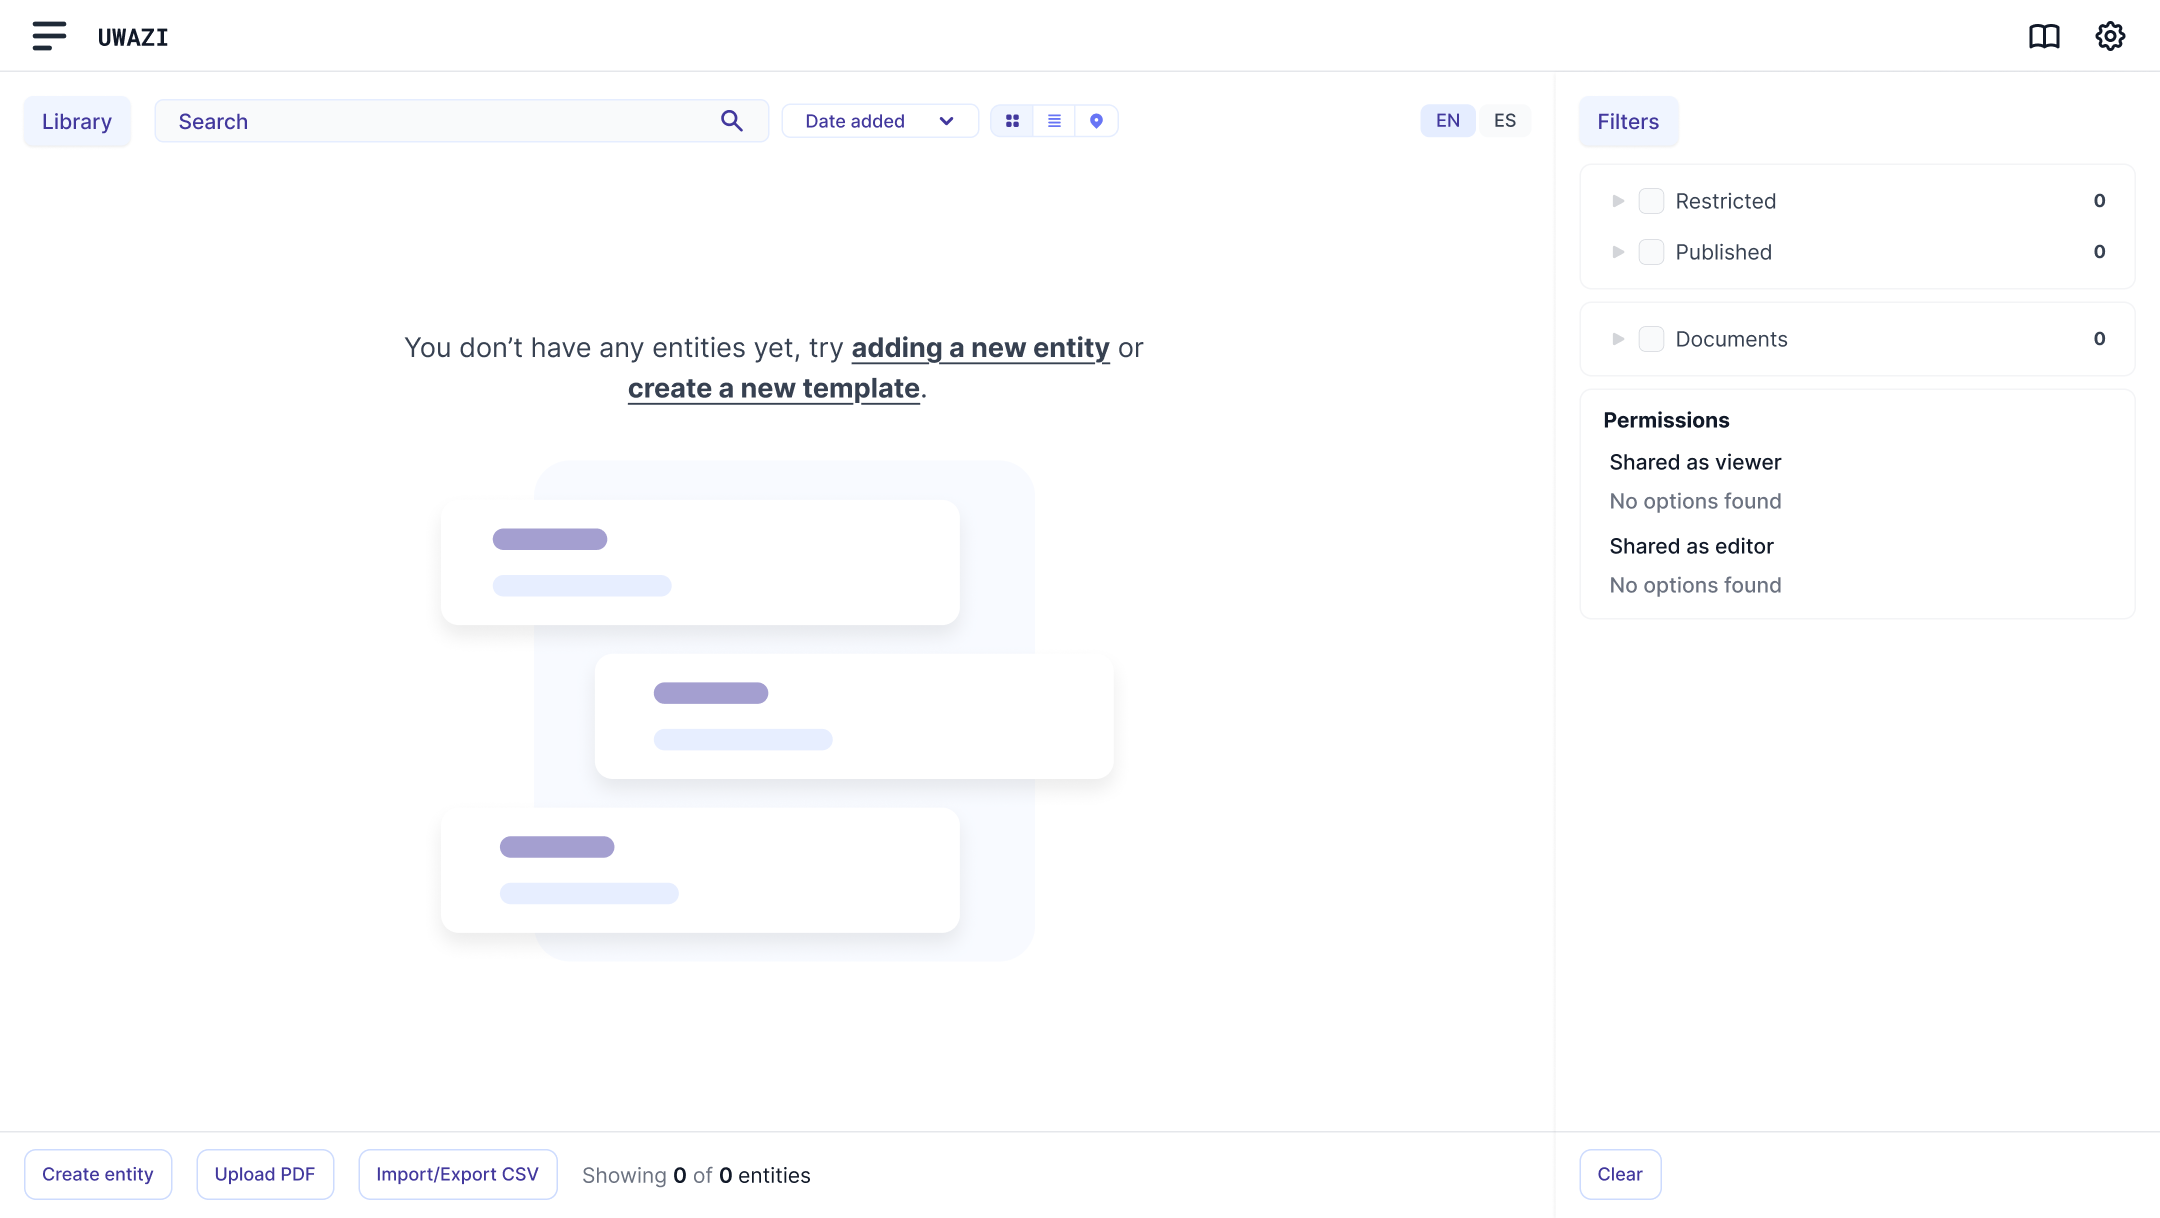 UWAZI
Library
Search
Date added
EN
ES
Filters
Restricted 0
Published 0
Documents 0
Permissions
Shared as viewer
No options found
Shared as editor
No options found
You don’t have any entities yet, try adding a new entity or
create a new template.
Create entity
Upload PDF
Import/Export CSV
Showing 0 of 0 entities
Clear